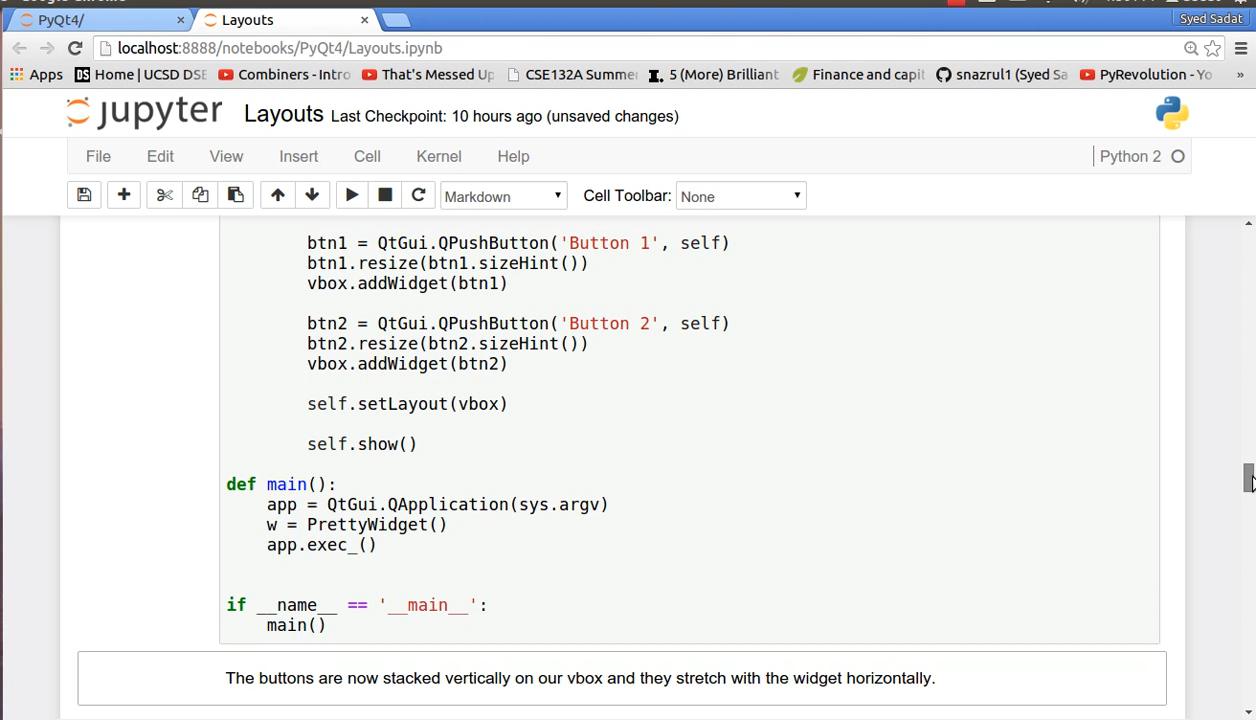 PyQt4/
Layouts
Syed Sadat
localhost:8888/notebooks/PyQt4/Layouts.ipynb
Apps
DS Home | UCSD DSE
Combiners - Intro
That's Messed Up
CSE132A Summe
5 (More) Brilliant
Finance and capit
snazrul1 (Syed Sa
PyRevolution - Yo
»
jupyter
Layouts Last Checkpoint: 10 hours ago (unsaved changes)
File
Edit
View
Insert
Cell
Kernel
Help
Python 2
Markdown
Cell Toolbar:
None
btn1 = QtGui.QPushButton('Button 1', self)
btn1.resize(btn1.sizeHint())
vbox.addWidget(btn1)
btn2 = QtGui.QPushButton('Button 2', self)
btn2.resize(btn2.sizeHint())
vbox.addWidget(btn2)
self.setLayout(vbox)
self.show()
def main():
app = QtGui.QApplication(sys.argv)
w = PrettyWidget()
app.exec_()
if __name__ == '__main__':
main()
The buttons are now stacked vertically on our vbox and they stretch with the widget horizontally.